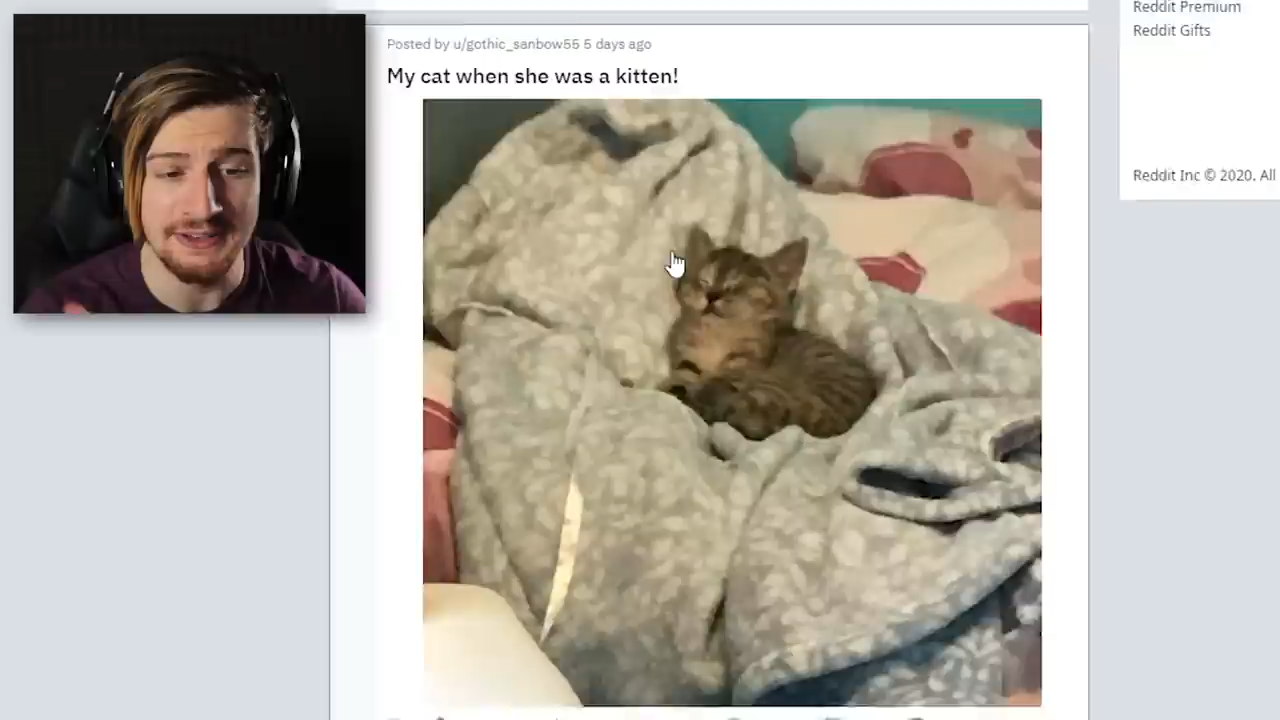 Reddit Premium
Reddit Gifts
Posted by u/gothic_sanbow55 5 days ago
My cat when she was a kitten!
Reddit Inc © 2020. All